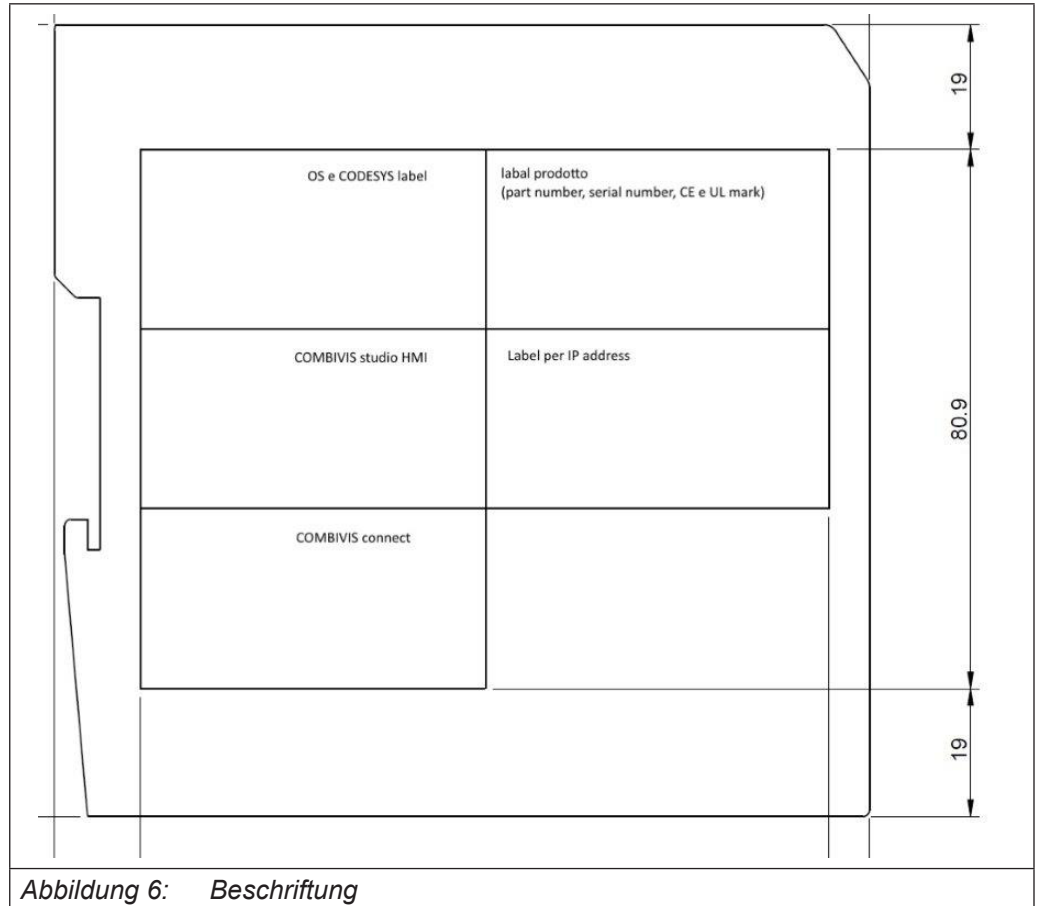 19
OS e CODESYS label
labal prodotto
(part number, serial number, CE e UL mark)
COMBIVIS studio HMI
Label per IP address
80.9
COMBIVIS connect
19
Abbildung 6: Beschriftung